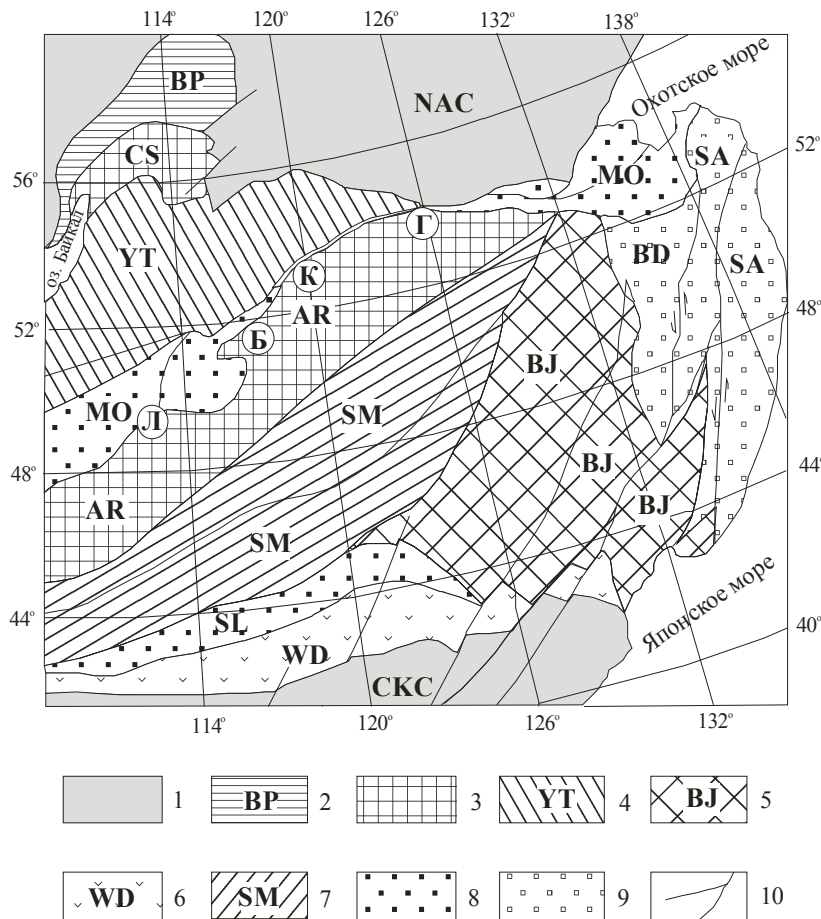 114° 120° 126° 132° 138°
Охотское море
BP
NAC
CS
SA
52°
MO
56°
оз. Байкал
Г
YT
BD
SA
К
AR
48°
Б
52°
BJ
MO
SM
Л
BJ
44°
48°
BJ
AR
SM
Японское море
44°
SL
40°
WD
CKC
114° 120° 126° 132°
1 BP 2 3 YT 4 BJ 5
WD 6 SM 7 8 9 10